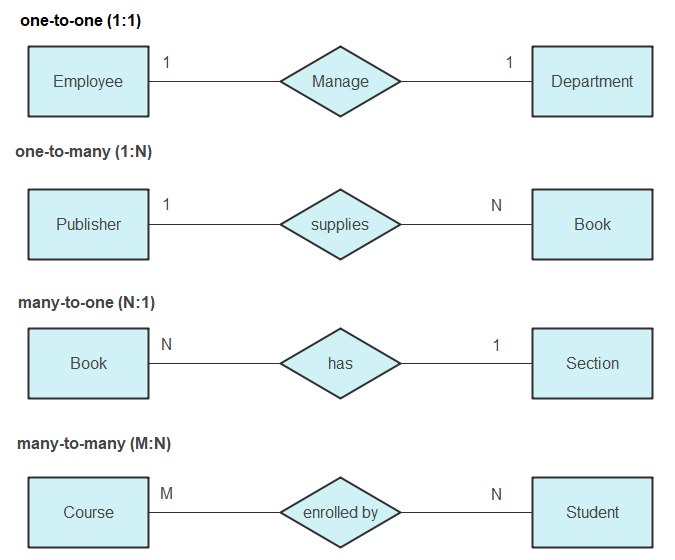 one-to-one (1:1)
Employee 1 Manage 1 Department
one-to-many (1:N)
Publisher 1 supplies N Book
many-to-one (N:1)
Book N has 1 Section
many-to-many (M:N)
Course M enrolled by N Student